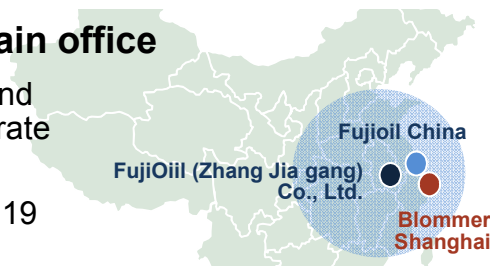 ain office
nd
rate
19
Fujioil China
FujiOiil (Zhang Jia gang)
Co., Ltd.
Blommer
Shanghai